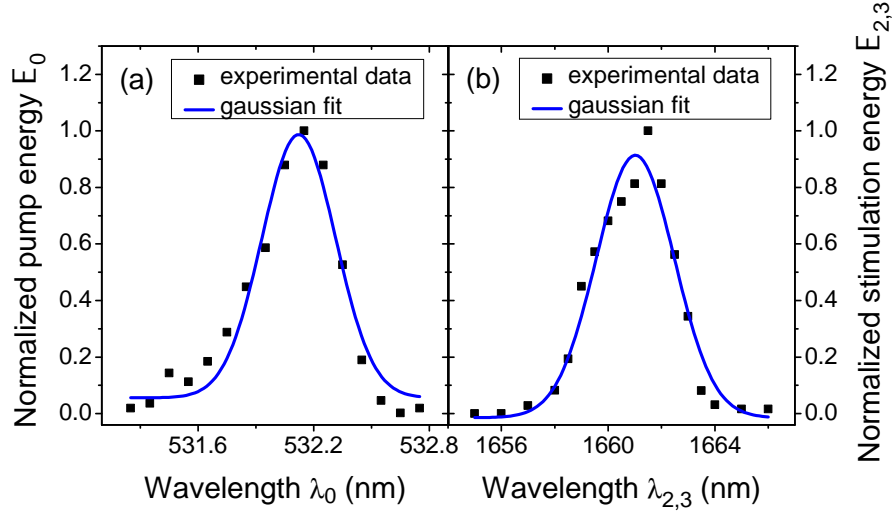 Normalized pump energy E0
(a)
experimental data
gaussian fit
1.2
1.0
0.8
0.6
0.4
0.2
0.0
531.6 532.2 532.8
Wavelength λ0 (nm)
(b)
experimental data
gaussian fit
1.2
1.0
0.8
0.6
0.4
0.2
0.0
1656 1660 1664
Wavelength λ2,3 (nm)
Normalized stimulation energy E2,3